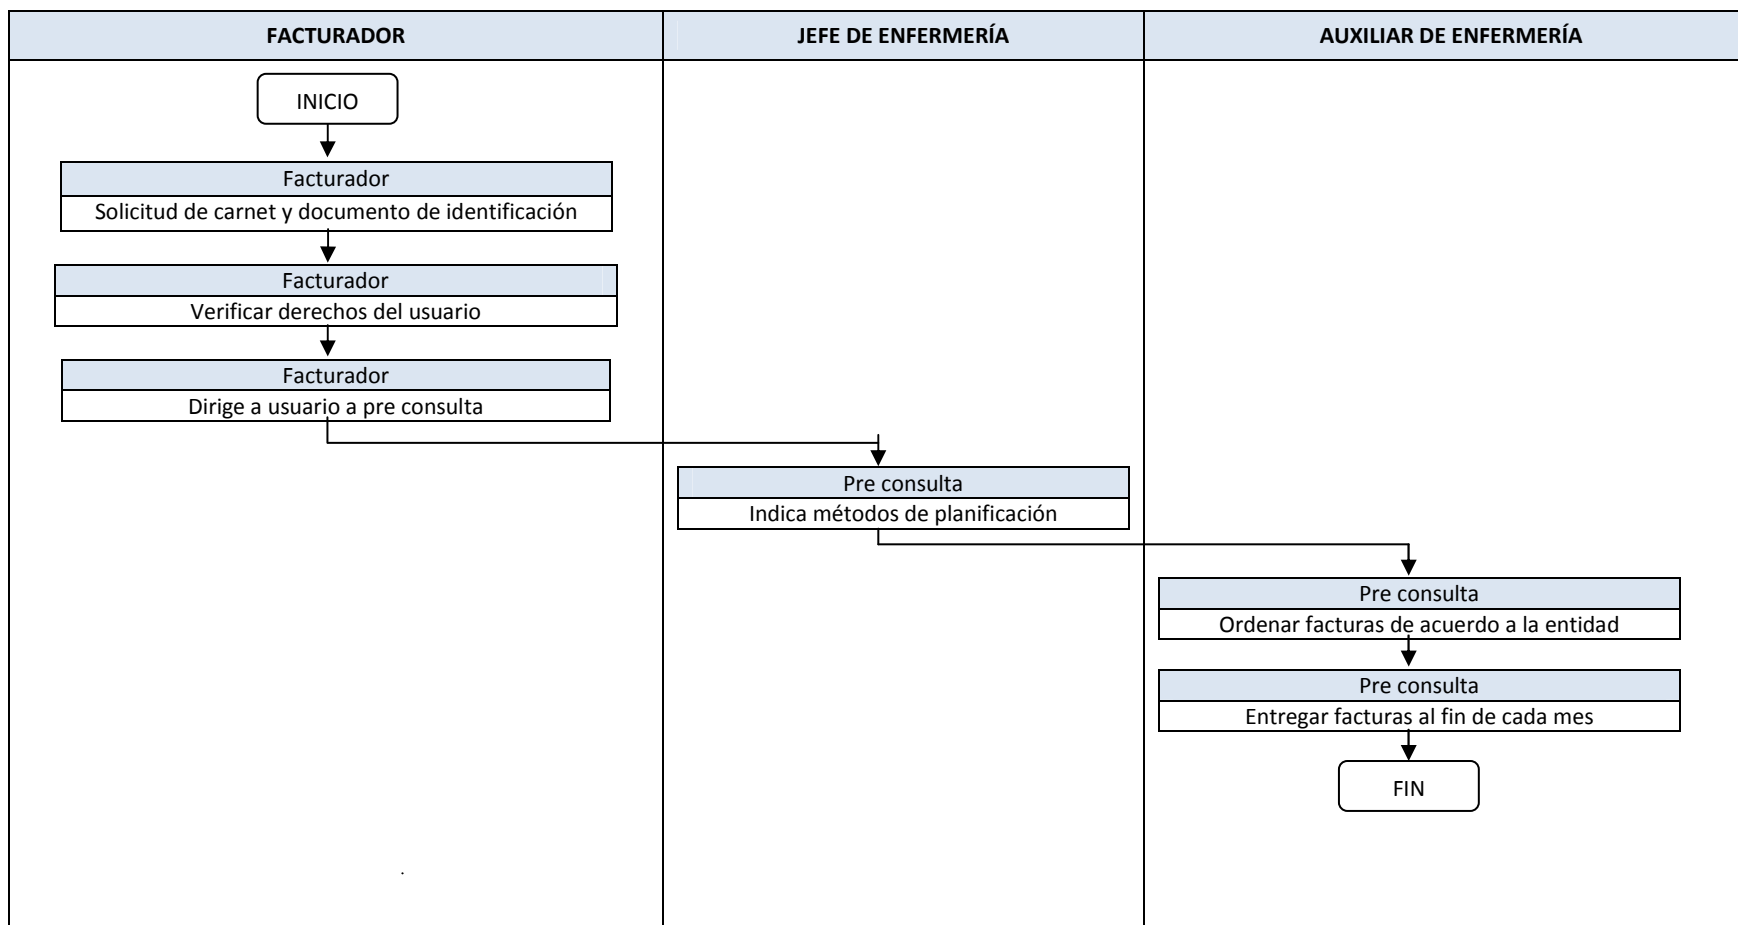 FACTURADOR
JEFE DE ENFERMERÍA
AUXILIAR DE ENFERMERÍA
INICIO
Facturador
Solicitud de carnet y documento de identificación
Facturador
Verificar derechos del usuario
Facturador
Dirige a usuario a pre consulta
Pre consulta
Indica métodos de planificación
Pre consulta
Ordenar facturas de acuerdo a la entidad
Pre consulta
Entregar facturas al fin de cada mes
FIN